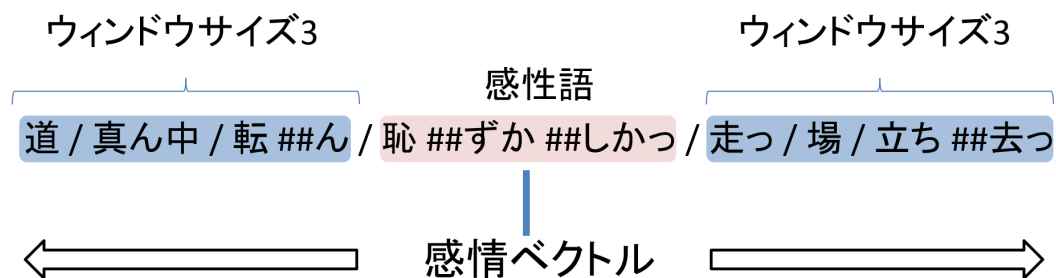 ウィンドウサイズ3 ウィンドウサイズ3
感性語
道 / 真ん中 / 転 ##ん / 恥 ##ずか ##しかっ / 走っ / 場 / 立ち ##去っ
感情ベクトル